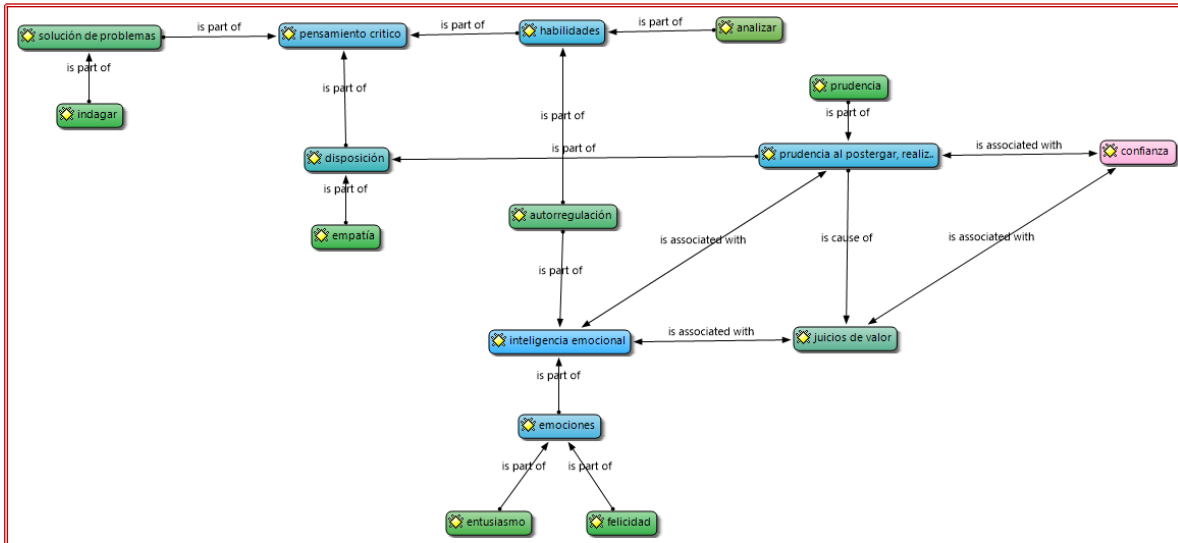 solución de problemas
is part of
pensamiento critico
is part of
habilidades
is part of
analizar
is part of
indagar
is part of
is part of
prudencia
is part of
disposición
is part of
prudencia al postergar, realiz..
is associated with
confianza
is part of
empatía
autorregulación
is associated with
is cause of
is associated with
is part of
inteligencia emocional
is associated with
juicios de valor
is part of
emociones
is part of
is part of
entusiasmo
felicidad